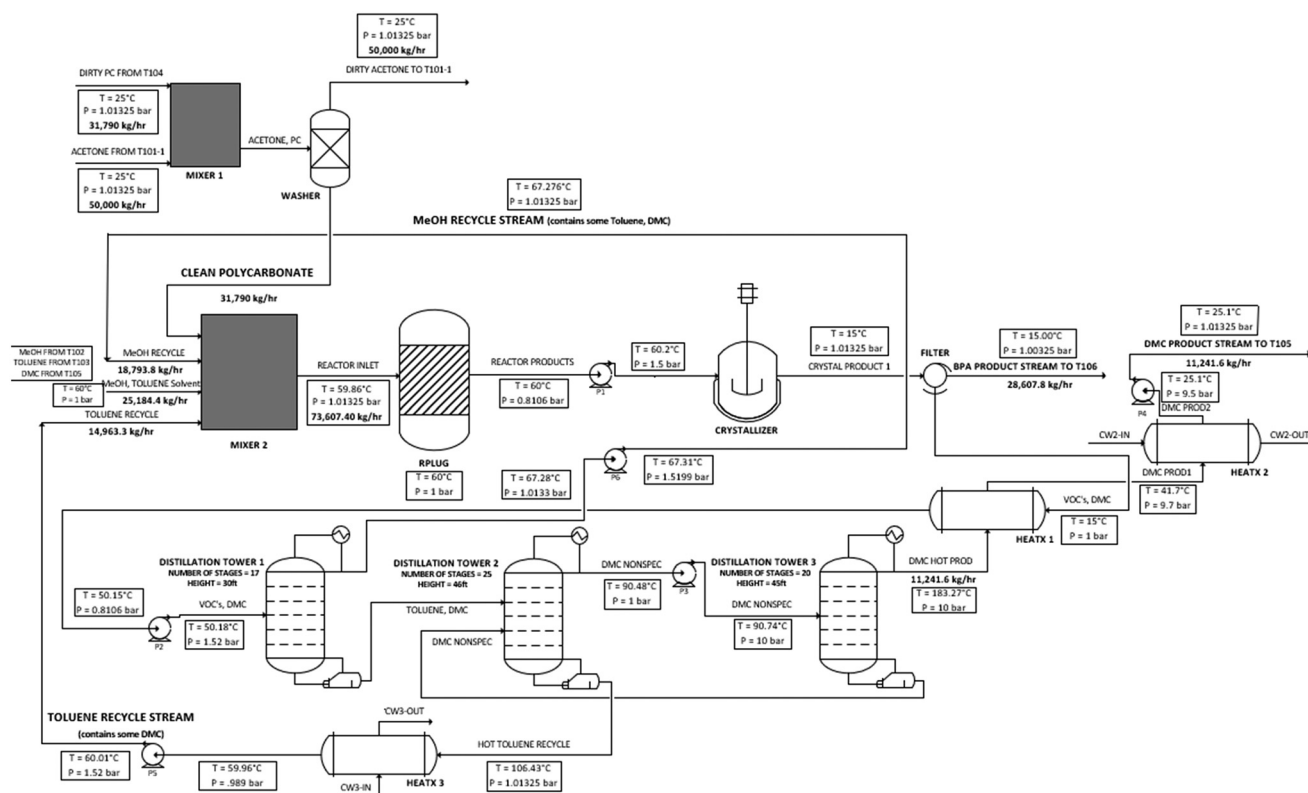 T = 25°C
P = 1.01325 bar
50,000 kg/hr
DIRTY ACETONE TO T101-1
DIRTY PC FROM T104
T = 25°C
P = 1.01325 bar
31,790 kg/hr
ACETONE FROM T101-1
T = 25°C
P = 1.01325 bar
50,000 kg/hr
MIXER 1
ACETONE, PC
WASHER
T = 67.276°C
P = 1.01325 bar
MeOH RECYCLE STREAM (contains some Toluene, DMC)
CLEAN POLYCARBONATE
31,790 kg/hr
MeOH FROM T102
TOLUENE FROM T103
DMC FROM T105
T = 60°C
P = 1 bar
MeOH RECYCLE
18,793.8 kg/hr
MeOH, TOLUENE Solvent
25,184.4 kg/hr
TOLUENE RECYCLE
14,963.3 kg/hr
MIXER 2
REACTOR INLET
T = 59.86°C
P = 1.01325 bar
73,607.40 kg/hr
RPLUG
T = 60°C
P = 1 bar
REACTOR PRODUCTS
T = 60°C
P = 0.8106 bar
P1
T = 60.2°C
P = 1.5 bar
CRYSTALLIZER
T = 15°C
P = 1.01325 bar
CRYSTAL PRODUCT 1
FILTER
T = 15.00°C
P = 1.00325 bar
BPA PRODUCT STREAM TO T106
28,607.8 kg/hr
T = 25.1°C
P = 1.01325 bar
DMC PRODUCT STREAM TO T105
11,241.6 kg/hr
T = 25.1°C
P = 9.5 bar
P4
DMC PROD2
CW2-IN
CW2-OUT
HEATX 2
DMC PROD1
T = 41.7°C
P = 9.7 bar
VOC's, DMC
T = 15°C
P = 1 bar
HEATX 1
P6
T = 67.28°C
P = 1.0133 bar
T = 67.31°C
P = 1.5199 bar
DISTILLATION TOWER 1
NUMBER OF STAGES = 17
HEIGHT = 30ft
DISTILLATION TOWER 2
NUMBER OF STAGES = 25
HEIGHT = 46ft
DISTILLATION TOWER 3
NUMBER OF STAGES = 20
HEIGHT = 45ft
DMC NONSPEC
T = 90.48°C
P = 1 bar
P3
DMC NONSPEC
T = 90.74°C
P = 10 bar
DMC HOT PROD
11,241.6 kg/hr
T = 183.27°C
P = 10 bar
T = 50.15°C
P = 0.8106 bar
P2
VOC's, DMC
T = 50.18°C
P = 1.52 bar
TOLUENE, DMC
DMC NONSPEC
TOLUENE RECYCLE STREAM
(contains some DMC)
T = 60.01°C
P = 1.52 bar
P5
T = 59.96°C
P = .989 bar
CW3-OUT
CW3-IN
HEATX 3
HOT TOLUENE RECYCLE
T = 106.43°C
P = 1.01325 bar